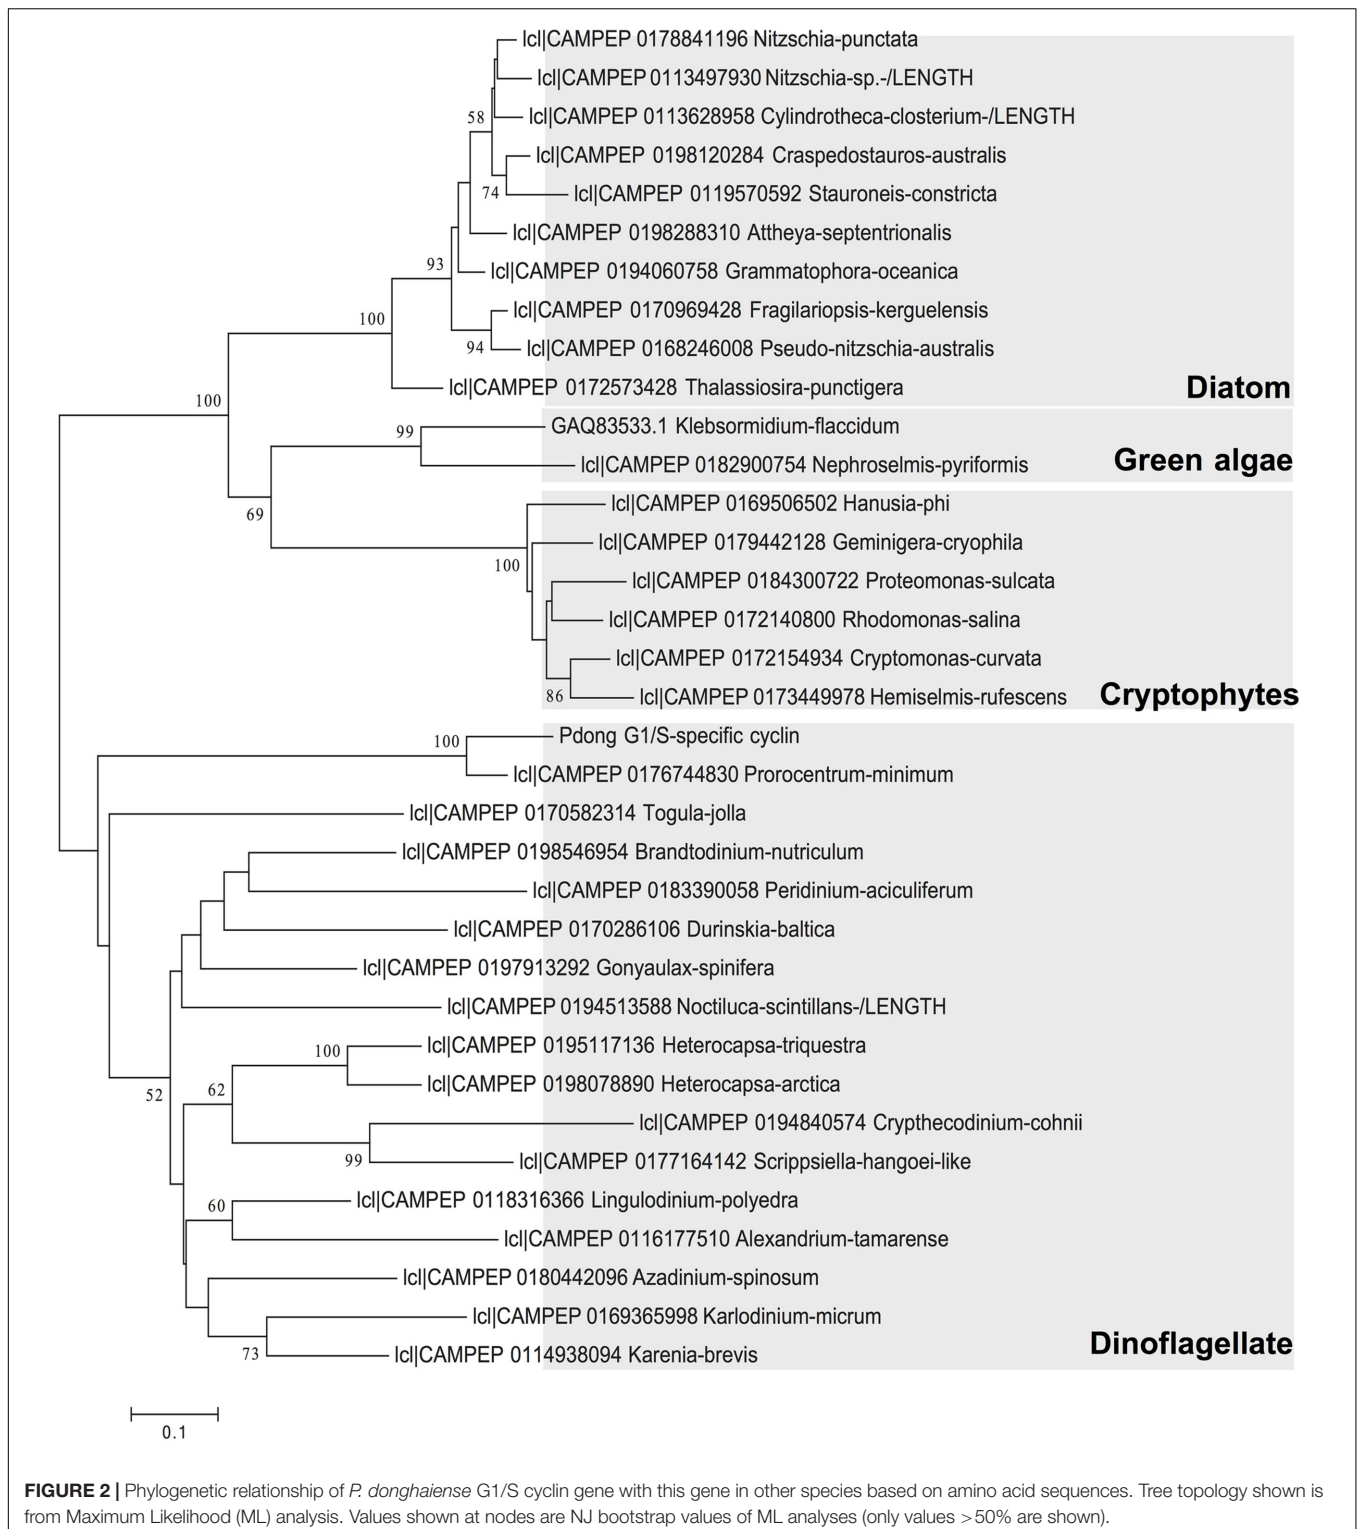 lcl|CAMPEP 0178841196 Nitzschia-punctata
lcl|CAMPEP 0113497930 Nitzschia-sp.-/LENGTH
58
lcl|CAMPEP 0113628958 Cylindrotheca-closterium-/LENGTH
lcl|CAMPEP 0198120284 Craspedostauros-australis
74
lcl|CAMPEP 0119570592 Stauroneis-constricta
lcl|CAMPEP 0198288310 Attheya-septentrionalis
93
lcl|CAMPEP 0194060758 Grammatophora-oceanica
lcl|CAMPEP 0170969428 Fragilariopsis-kerguelensis
100
94
lcl|CAMPEP 0168246008 Pseudo-nitzschia-australis
lcl|CAMPEP 0172573428 Thalassiosira-punctigera
Diatom
100
99
GAQ83533.1 Klebsormidium-flaccidum
lcl|CAMPEP 0182900754 Nephroselmis-pyriformis
Green algae
69
lcl|CAMPEP 0169506502 Hanusia-phi
lcl|CAMPEP 0179442128 Geminigera-cryophila
100
lcl|CAMPEP 0184300722 Proteomonas-sulcata
lcl|CAMPEP 0172140800 Rhodomonas-salina
lcl|CAMPEP 0172154934 Cryptomonas-curvata
86
lcl|CAMPEP 0173449978 Hemiselmis-rufescens
Cryptophytes
100
Pdong G1/S-specific cyclin
lcl|CAMPEP 0176744830 Prorocentrum-minimum
lcl|CAMPEP 0170582314 Togula-jolla
lcl|CAMPEP 0198546954 Brandtodinium-nutriculum
lcl|CAMPEP 0183390058 Peridinium-aciculiferum
lcl|CAMPEP 0170286106 Durinskia-baltica
lcl|CAMPEP 0197913292 Gonyaulax-spinifera
lcl|CAMPEP 0194513588 Noctiluca-scintillans-/LENGTH
100
lcl|CAMPEP 0195117136 Heterocapsa-triquestra
52
62
lcl|CAMPEP 0198078890 Heterocapsa-arctica
lcl|CAMPEP 0194840574 Crypthecodinium-cohnii
99
lcl|CAMPEP 0177164142 Scrippsiella-hangoei-like
60
lcl|CAMPEP 0118316366 Lingulodinium-polyedra
lcl|CAMPEP 0116177510 Alexandrium-tamarense
lcl|CAMPEP 0180442096 Azadinium-spinosum
lcl|CAMPEP 0169365998 Karlodinium-micrum
73
lcl|CAMPEP 0114938094 Karenia-brevis
Dinoflagellate
0.1
FIGURE 2 | Phylogenetic relationship of P. donghaiense G1/S cyclin gene with this gene in other species based on amino acid sequences. Tree topology shown is
from Maximum Likelihood (ML) analysis. Values shown at nodes are NJ bootstrap values of ML analyses (only values >50% are shown).